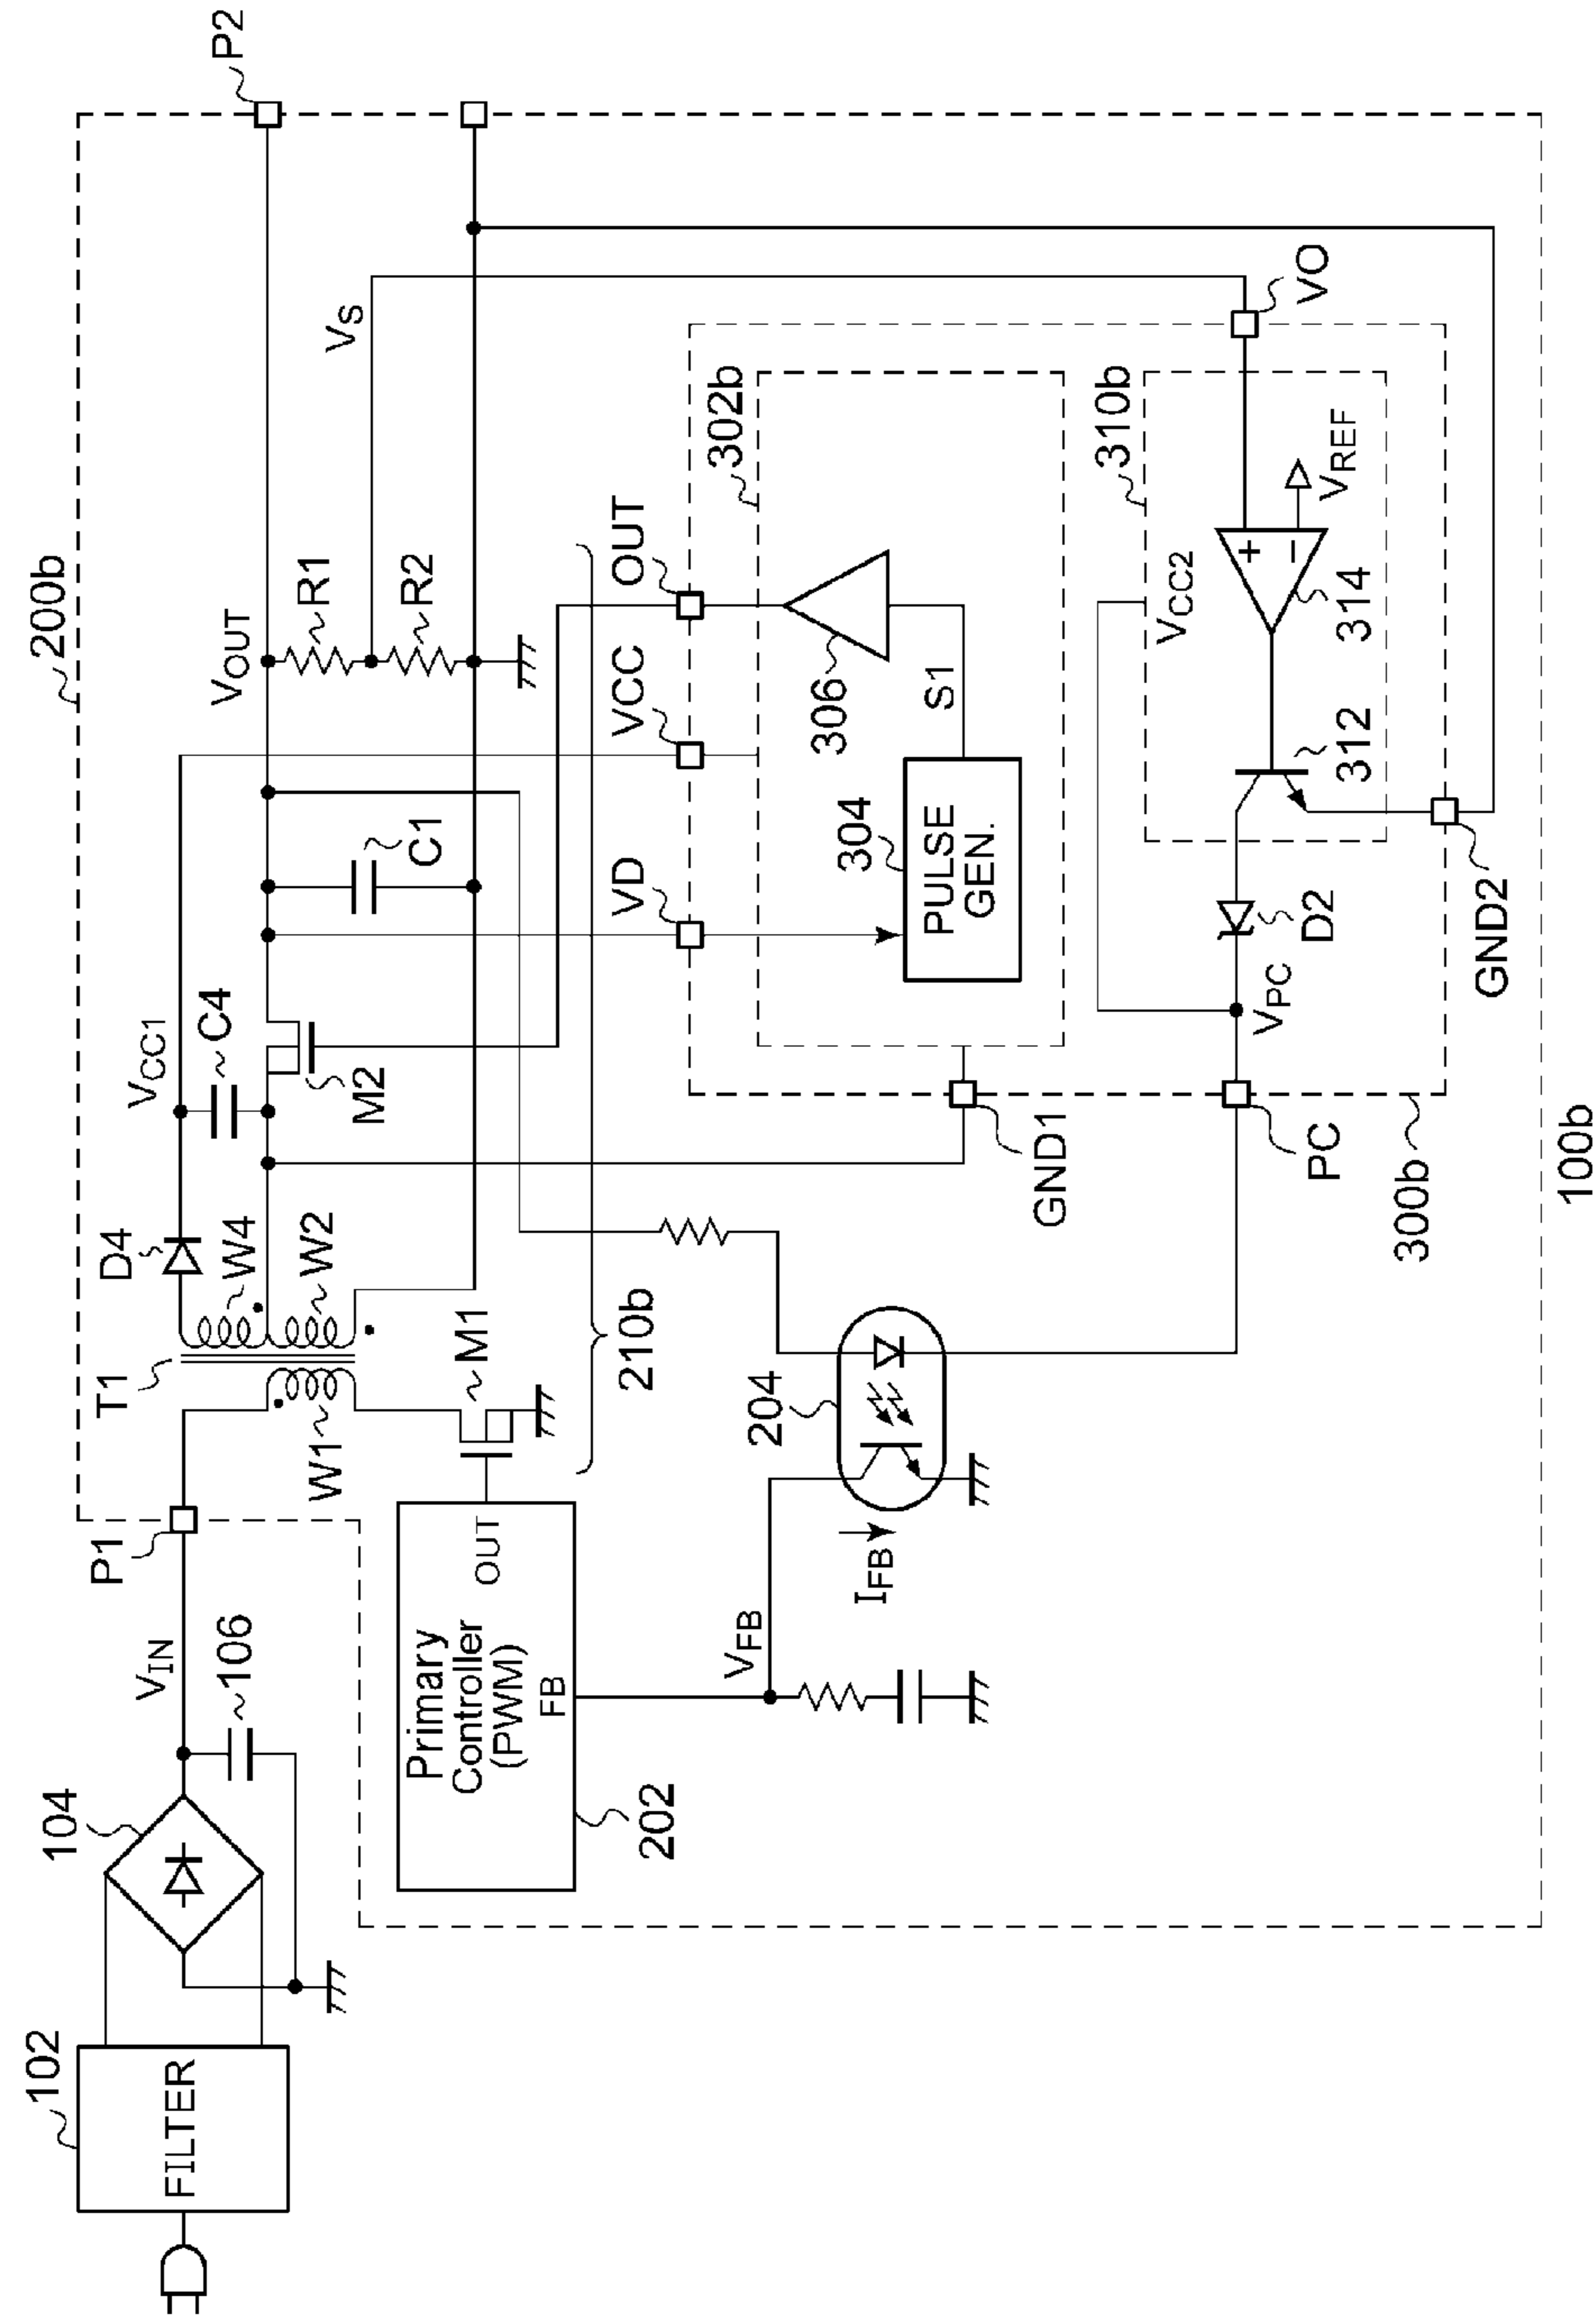 100b
102
FILTER
104
106
VIN
P1
200b
T1
W1
W4
W2
D4
VCC1
C4
M2
C1
VOUT
R1
R2
VS
P2
M1
210b
Primary
Controller
(PWM)
OUT
FB
202
VFB
IFB
204
300b
GND1
VD
VCC
OUT
302b
304
PULSE
GEN.
S1
306
PC
VPC
D2
VCC2
310b
312
314
+
−
VREF
VO
GND2